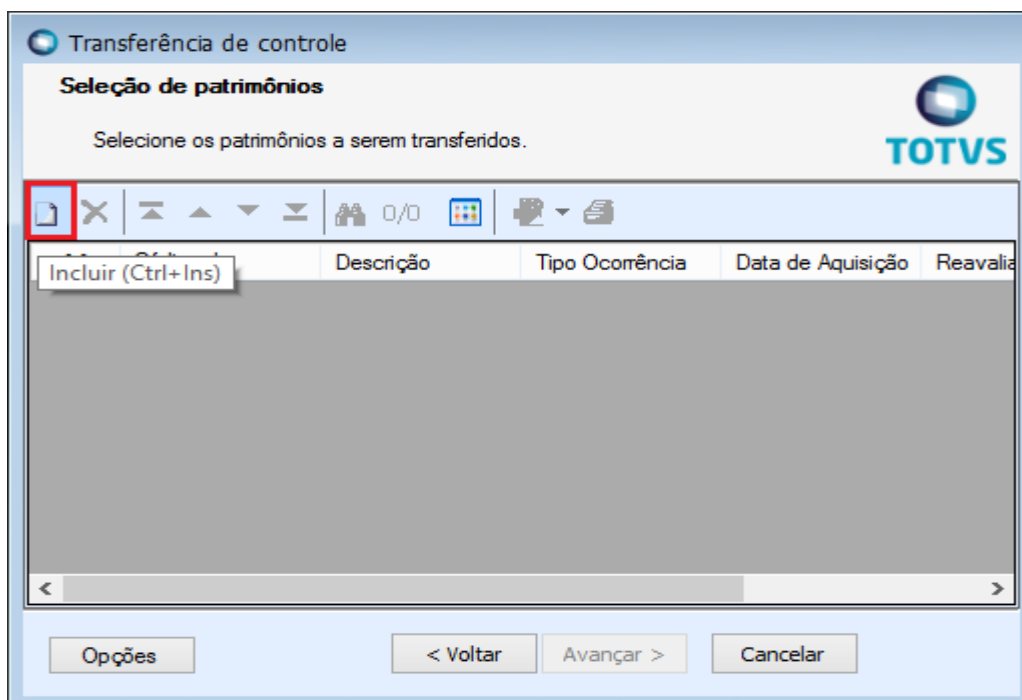 Transferência de controle
Seleção de patrimônios
Selecione os patrimônios a serem transferidos.
TOTVS
0/0
Descrição Tipo Ocorrência Data de Aquisição Reavalia
Incluir (Ctrl+Ins)
Opções < Voltar Avançar > Cancelar